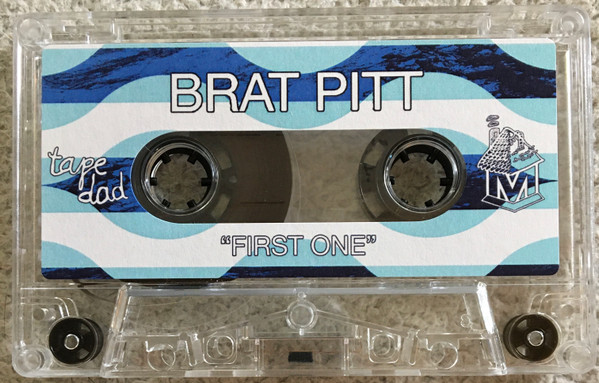 BRAT PITT
tape
dad
M
“FIRST ONE”